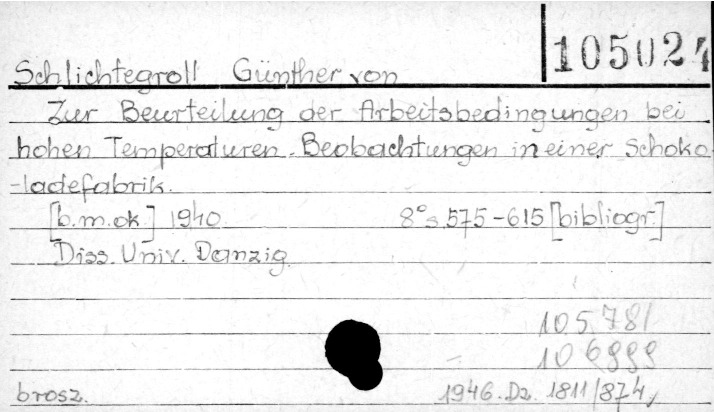 105024
Schlichtegroll Günther von
Zur Beurteilung der Arbeitsbedingungen bei
hohen Temperaturen. Beobachtungen in einer Schoko
-ladefabrik.
[b.m.ok.] 1940 8° s. 575-615 [bibliogr.]
Diss. Univ. Danzig
105781
106999
brosz. 1946. Dz. 1811/874,